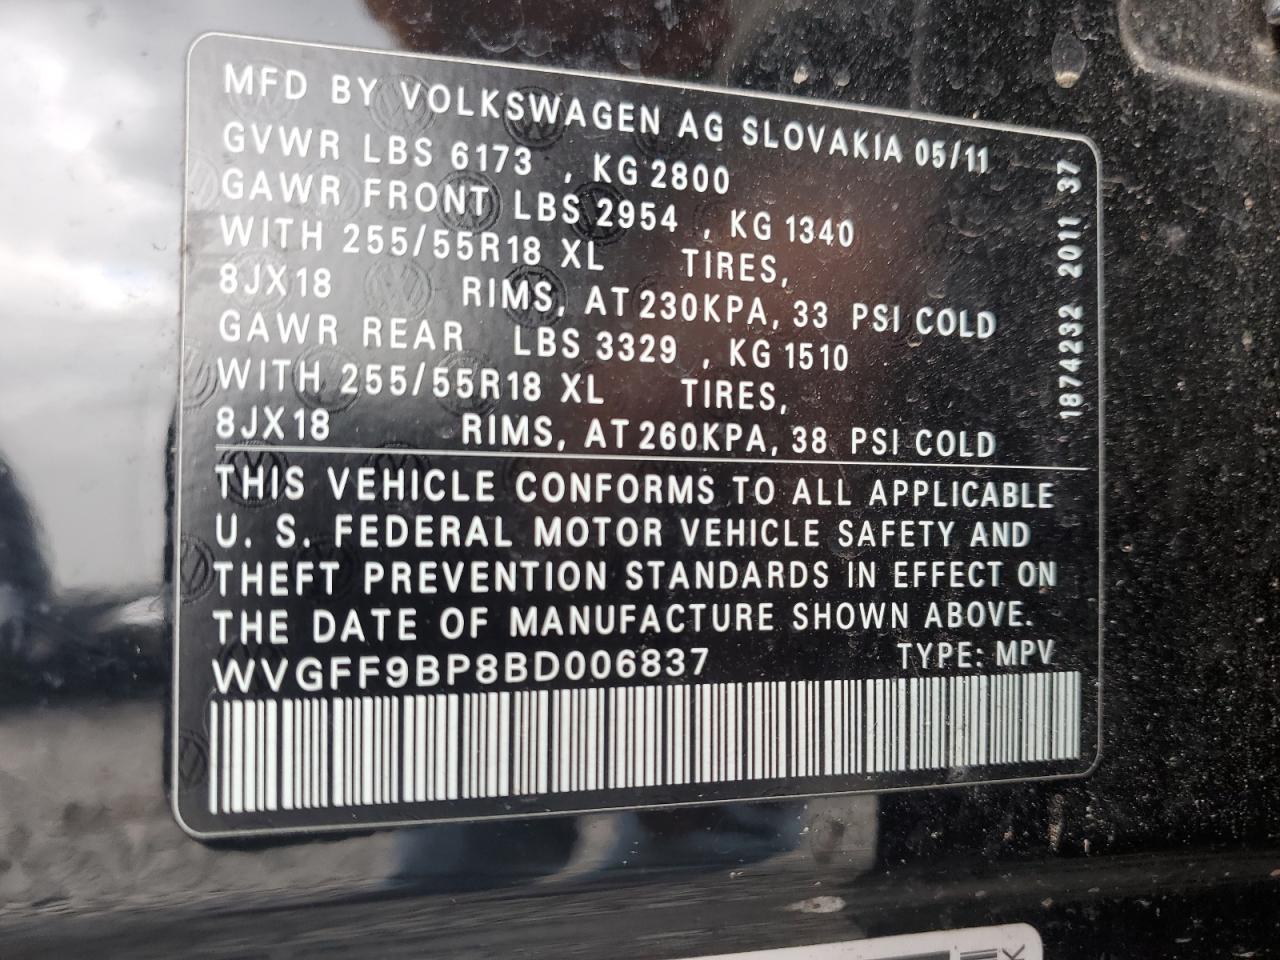 MFD BY VOLKSWAGEN AG SLOVAKIA 05/11
GVWR LBS 6173 , KG 2800
GAWR FRONT LBS 2954 , KG 1340
WITH 255/55R18 XL TIRES,
8JX18 RIMS, AT 230KPA, 33 PSI COLD
GAWR REAR LBS 3329 , KG 1510
WITH 255/55R18 XL TIRES,
8JX18 RIMS, AT 260KPA, 38 PSI COLD
1874232 2011 37
THIS VEHICLE CONFORMS TO ALL APPLICABLE
U. S. FEDERAL MOTOR VEHICLE SAFETY AND
THEFT PREVENTION STANDARDS IN EFFECT ON
THE DATE OF MANUFACTURE SHOWN ABOVE.
WVGFF9BP8BD006837 TYPE: MPV